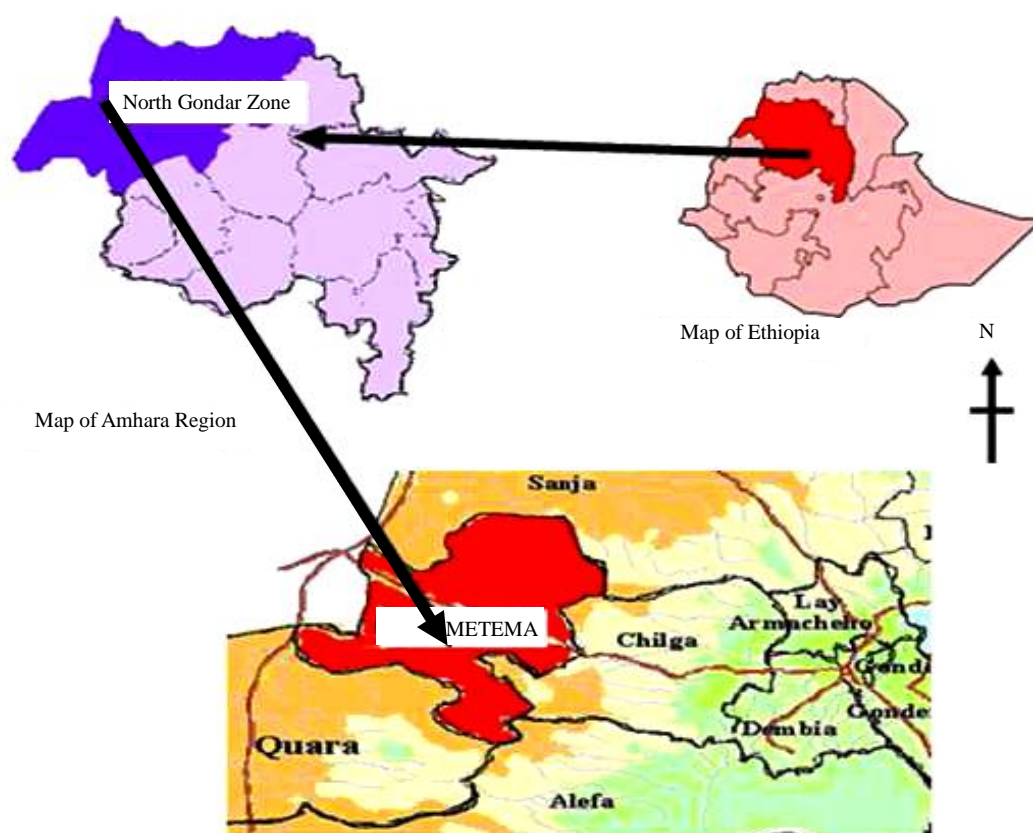 North Gondar Zone
Map of Ethiopia
N
Map of Amhara Region
Sanja
METEMA
Lay
Armacheho
Chilga
Dembia
Quara
Alefa